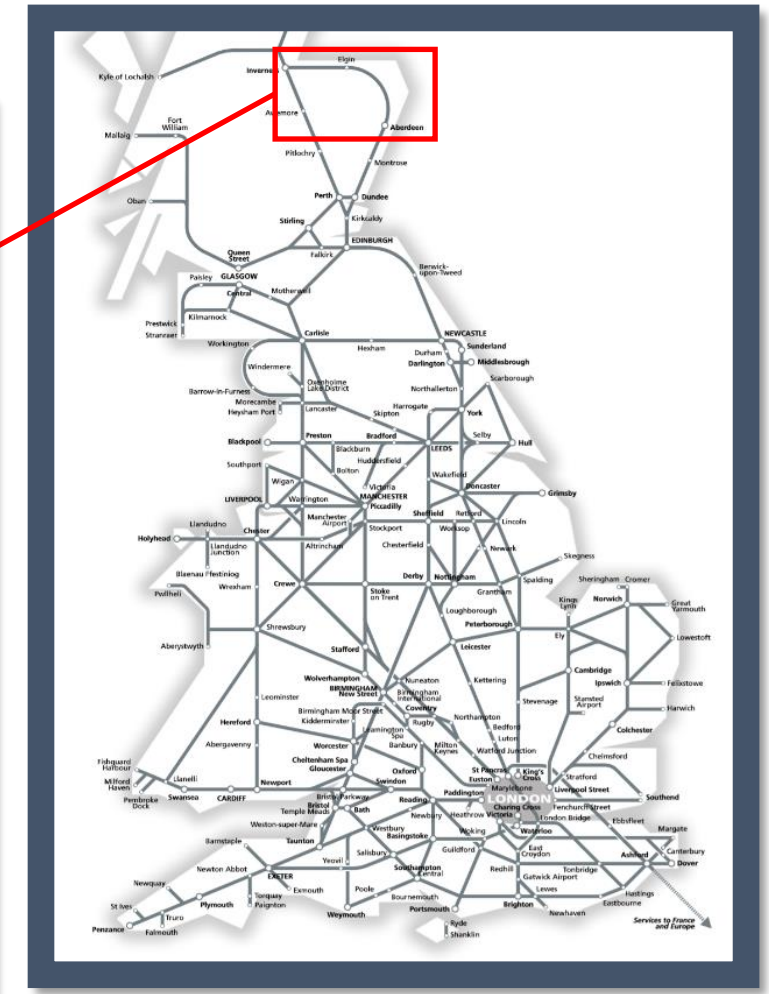 Elgin
Inverness
Kyle of Lochalsh
Aviemore
Fort
William
Mallaig
Aberdeen
Pitlochry
Montrose
Perth
Dundee
Oban
Kirkcaldy
Stirling
EDINBURGH
Queen
Street
Falkirk
Berwick-
upon-Tweed
Paisley
GLASGOW
Central
Motherwell
Prestwick
Kilmarnock
Stranraer
Carlisle
NEWCASTLE
Workington
Hexham
Sunderland
Durham
Darlington
Middlesbrough
Windermere
Oxenholme
Lake District
Scarborough
Northallerton
Barrow-in-Furness
Morecambe
Heysham Port
Lancaster
Harrogate
York
Skipton
Blackpool
Preston
Bradford
Selby
Hull
Blackburn
LEEDS
Huddersfield
Southport
Bolton
Wakefield
Wigan
Victoria
Doncaster
LIVERPOOL
Warrington
MANCHESTER
Piccadilly
Grimsby
Manchester
Airport
Sheffield
Retford
Lincoln
Llandudno
Stockport
Worksop
Holyhead
Chester
Llandudno
Junction
Altrincham
Chesterfield
Newark
Skegness
Blaenau Ffestiniog
Crewe
Derby
Nottingham
Spalding
Sheringham
Cromer
Pwllheli
Wrexham
Stoke
on Trent
Grantham
Kings
Lynn
Norwich
Great
Yarmouth
Loughborough
Peterborough
Shrewsbury
Aberystwyth
Stafford
Leicester
Ely
Lowestoft
Wolverhampton
Nuneaton
Cambridge
BIRMINGHAM
New Street
Birmingham
International
Kettering
Ipswich
Felixstowe
Leominster
Stevenage
Stansted
Airport
Birmingham Moor Street
Coventry
Harwich
Kidderminster
Rugby
Northampton
Hereford
Leamington
Spa
Bedford
Colchester
Worcester
Banbury
Milton
Keynes
Luton
Abergavenny
Watford Junction
Chelmsford
Cheltenham Spa
Gloucester
Oxford
St Pancras
King's
Cross
Fishguard
Harbour
Euston
Stratford
Milford
Haven
Llanelli
Newport
Swindon
Marylebone
Liverpool Street
Pembroke
Dock
Swansea
CARDIFF
Bristol Parkway
Paddington
LONDON
Southend
Bristol
Temple Meads
Bath
Reading
Charing Cross
Fenchurch Street
Newbury
Heathrow
Victoria
London Bridge
Ebbsfleet
Weston-super-Mare
Westbury
Basingstoke
Woking
Waterloo
Margate
Barnstaple
Taunton
Salisbury
Guildford
East
Croydon
Canterbury
Newton Abbot
Yeovil
Southampton
Central
Redhill
Tonbridge
Ashford
Dover
EXETER
Gatwick Airport
Newquay
Exmouth
Poole
Lewes
Hastings
Torquay
Paignton
Bournemouth
Eastbourne
St Ives
Plymouth
Weymouth
Portsmouth
Brighton
Newhaven
Truro
Ryde
Services to France
and Europe
Penzance
Falmouth
Shanklin